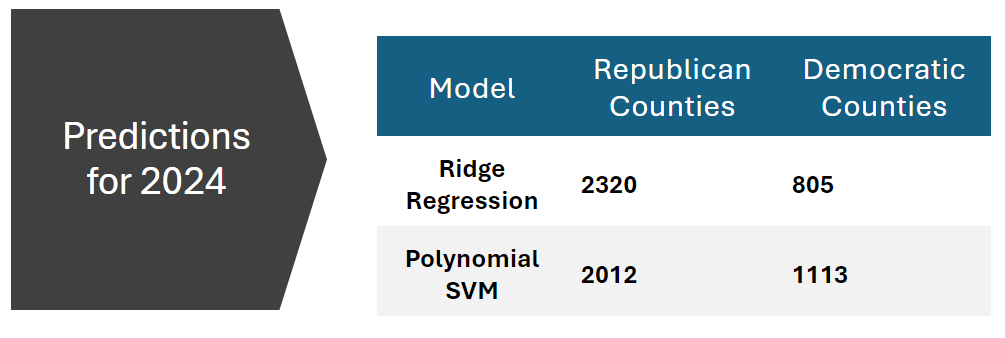 Predictions
for 2024
Model
Republican
Counties
Democratic
Counties
Ridge
Regression
2320
805
Polynomial
SVM
2012
1113